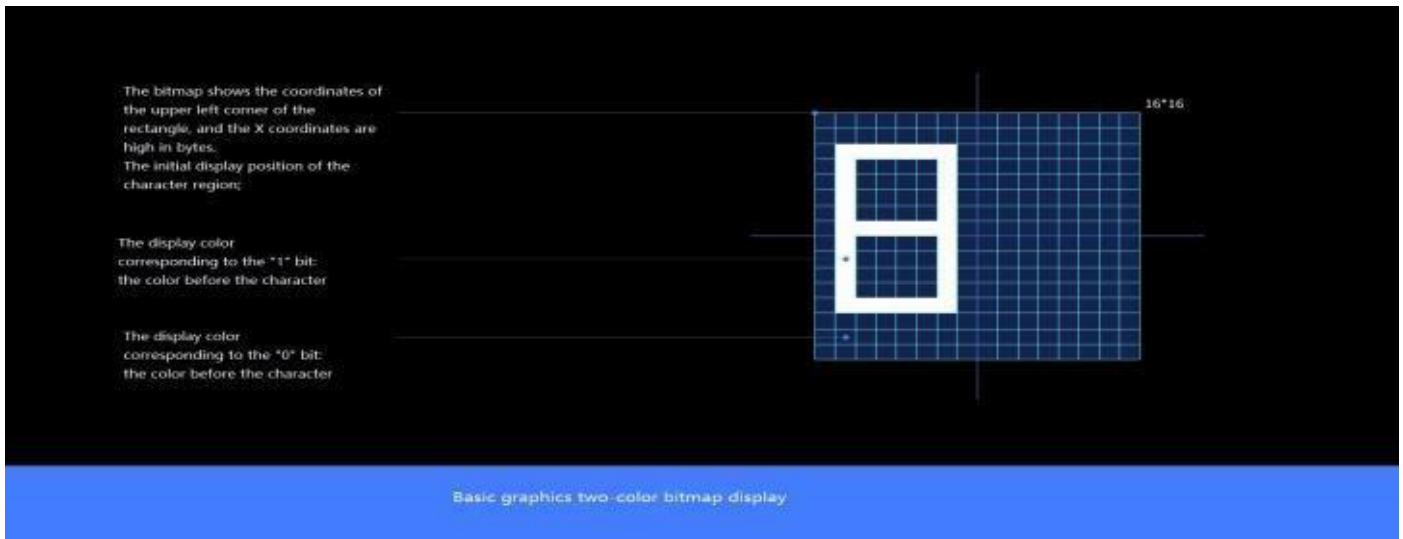 The bitmap shows the coordinates of
the upper left corner of the
rectangle, and the X coordinates are
high in bytes.
The initial display position of the
character region;
16*16
The display color
corresponding to the "1" bit:
the color before the character
The display color
corresponding to the "0" bit:
the color before the character
Basic graphics two-color bitmap display